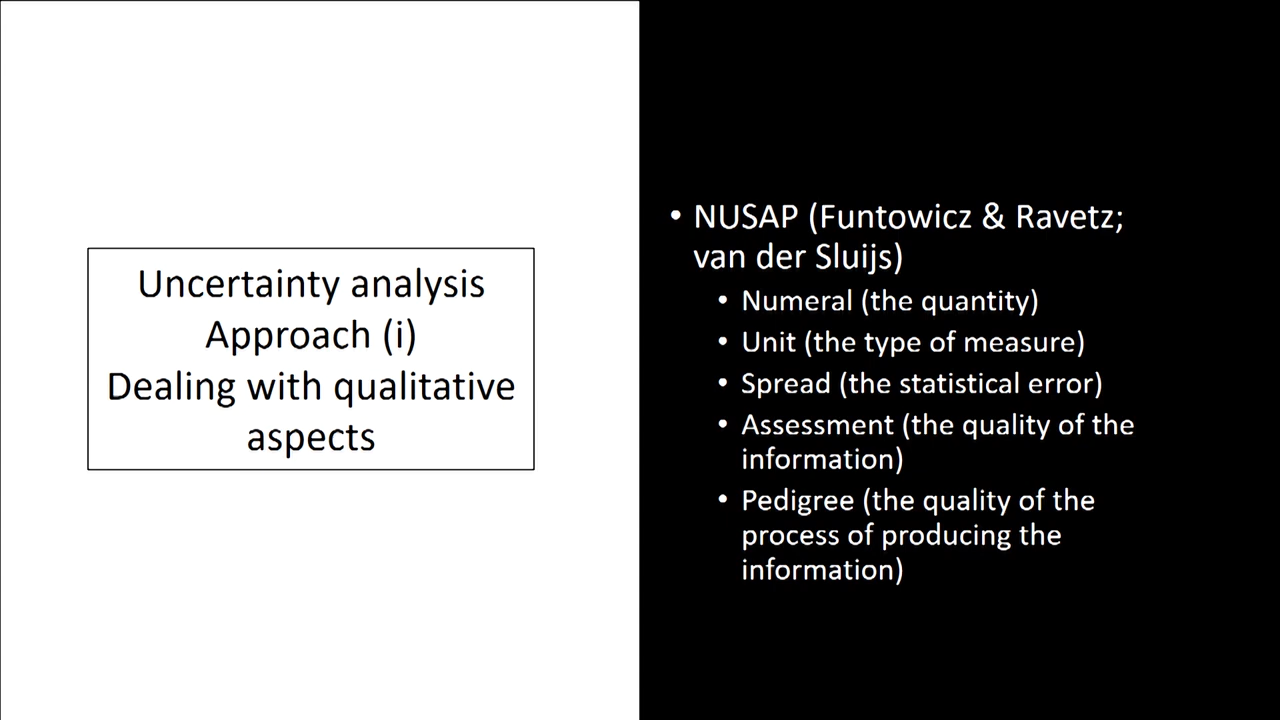 Uncertainty analysis
Approach (i)
Dealing with qualitative
aspects
• NUSAP (Funtowicz & Ravetz;
van der Sluijs)
• Numeral (the quantity)
• Unit (the type of measure)
• Spread (the statistical error)
• Assessment (the quality of the
information)
• Pedigree (the quality of the
process of producing the
information)